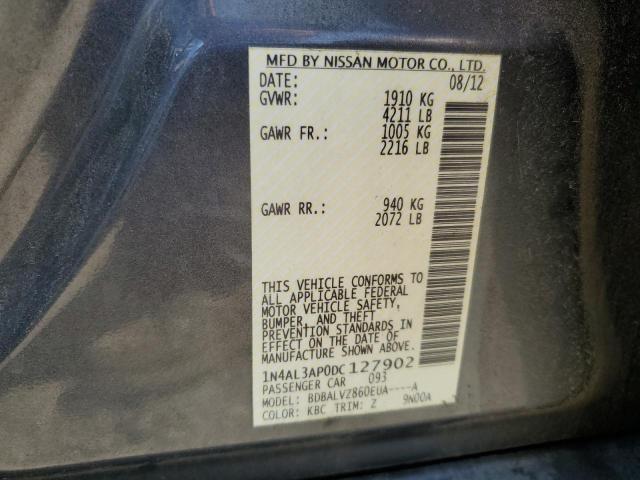 MFD BY NISSAN MOTOR CO., LTD.
DATE: 08/12
GVWR: 1910 KG
4211 LB
GAWR FR.: 1005 KG
2216 LB
GAWR RR.: 940 KG
2072 LB
THIS VEHICLE CONFORMS TO
ALL APPLICABLE FEDERAL
MOTOR VEHICLE SAFETY,
BUMPER, AND THEFT
PREVENTION STANDARDS IN
EFFECT ON THE DATE OF
MANUFACTURE SHOWN ABOVE.
1N4AL3AP0DC127902
PASSENGER CAR 093
MODEL: BDBALVZ860EUA----A
COLOR: KBC TRIM: Z 9N00A